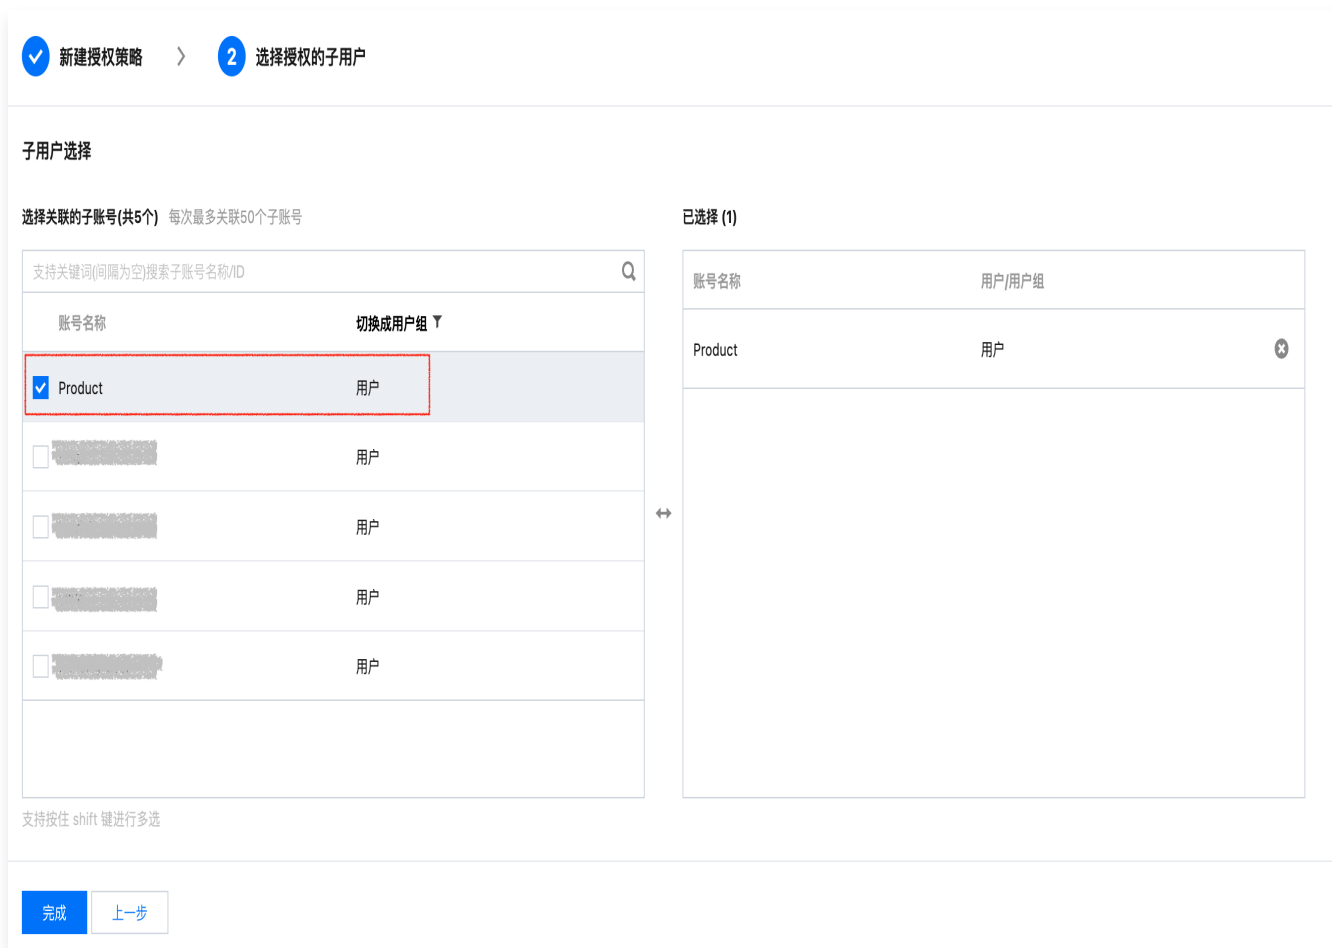 新建授权策略
2 选择授权的子用户
子用户选择
选择关联的子账号(共5个) 每次最多关联50个子账号
支持关键词(间隔为空)搜索子账号名称/ID
账号名称 切换成用户组
Product 用户
用户
用户
用户
用户
支持按住 shift 键进行多选
已选择 (1)
账号名称 用户/用户组
Product 用户
完成 上一步